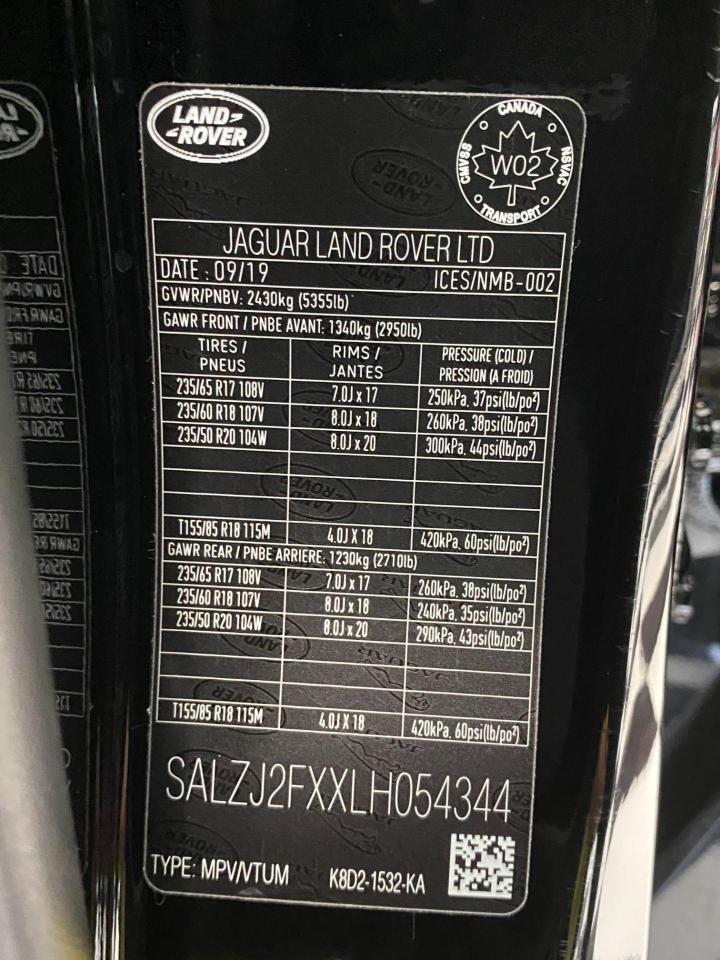 LAND-
-ROVER
CANADA
CMVSS
NSVAC
W02
TRANSPORT
JAGUAR LAND ROVER LTD
DATE : 09/19 ICES/NMB-002
GVWR/PNBV: 2430kg (5355lb)
GAWR FRONT / PNBE AVANT: 1340kg (2950lb)
TIRES / PNEUS RIMS / JANTES PRESSURE (COLD) / PRESSION (A FROID)
235/65 R17 108V 7.0J x 17 250kPa, 37psi(lb/po²)
235/60 R18 107V 8.0J x 18 260kPa, 38psi(lb/po²)
235/50 R20 104W 8.0J x 20 300kPa, 44psi(lb/po²)
T155/85 R18 115M 4.0J X 18 420kPa, 60psi(lb/po²)
GAWR REAR / PNBE ARRIERE: 1230kg (2710lb)
235/65 R17 108V 7.0J x 17 260kPa, 38psi(lb/po²)
235/60 R18 107V 8.0J x 18 240kPa, 35psi(lb/po²)
235/50 R20 104W 8.0J x 20 290kPa, 43psi(lb/po²)
T155/85 R18 115M 4.0J X 18 420kPa, 60psi(lb/po²)
SALZJ2FXXLH054344
TYPE: MPV/VTUM K8D2-1532-KA